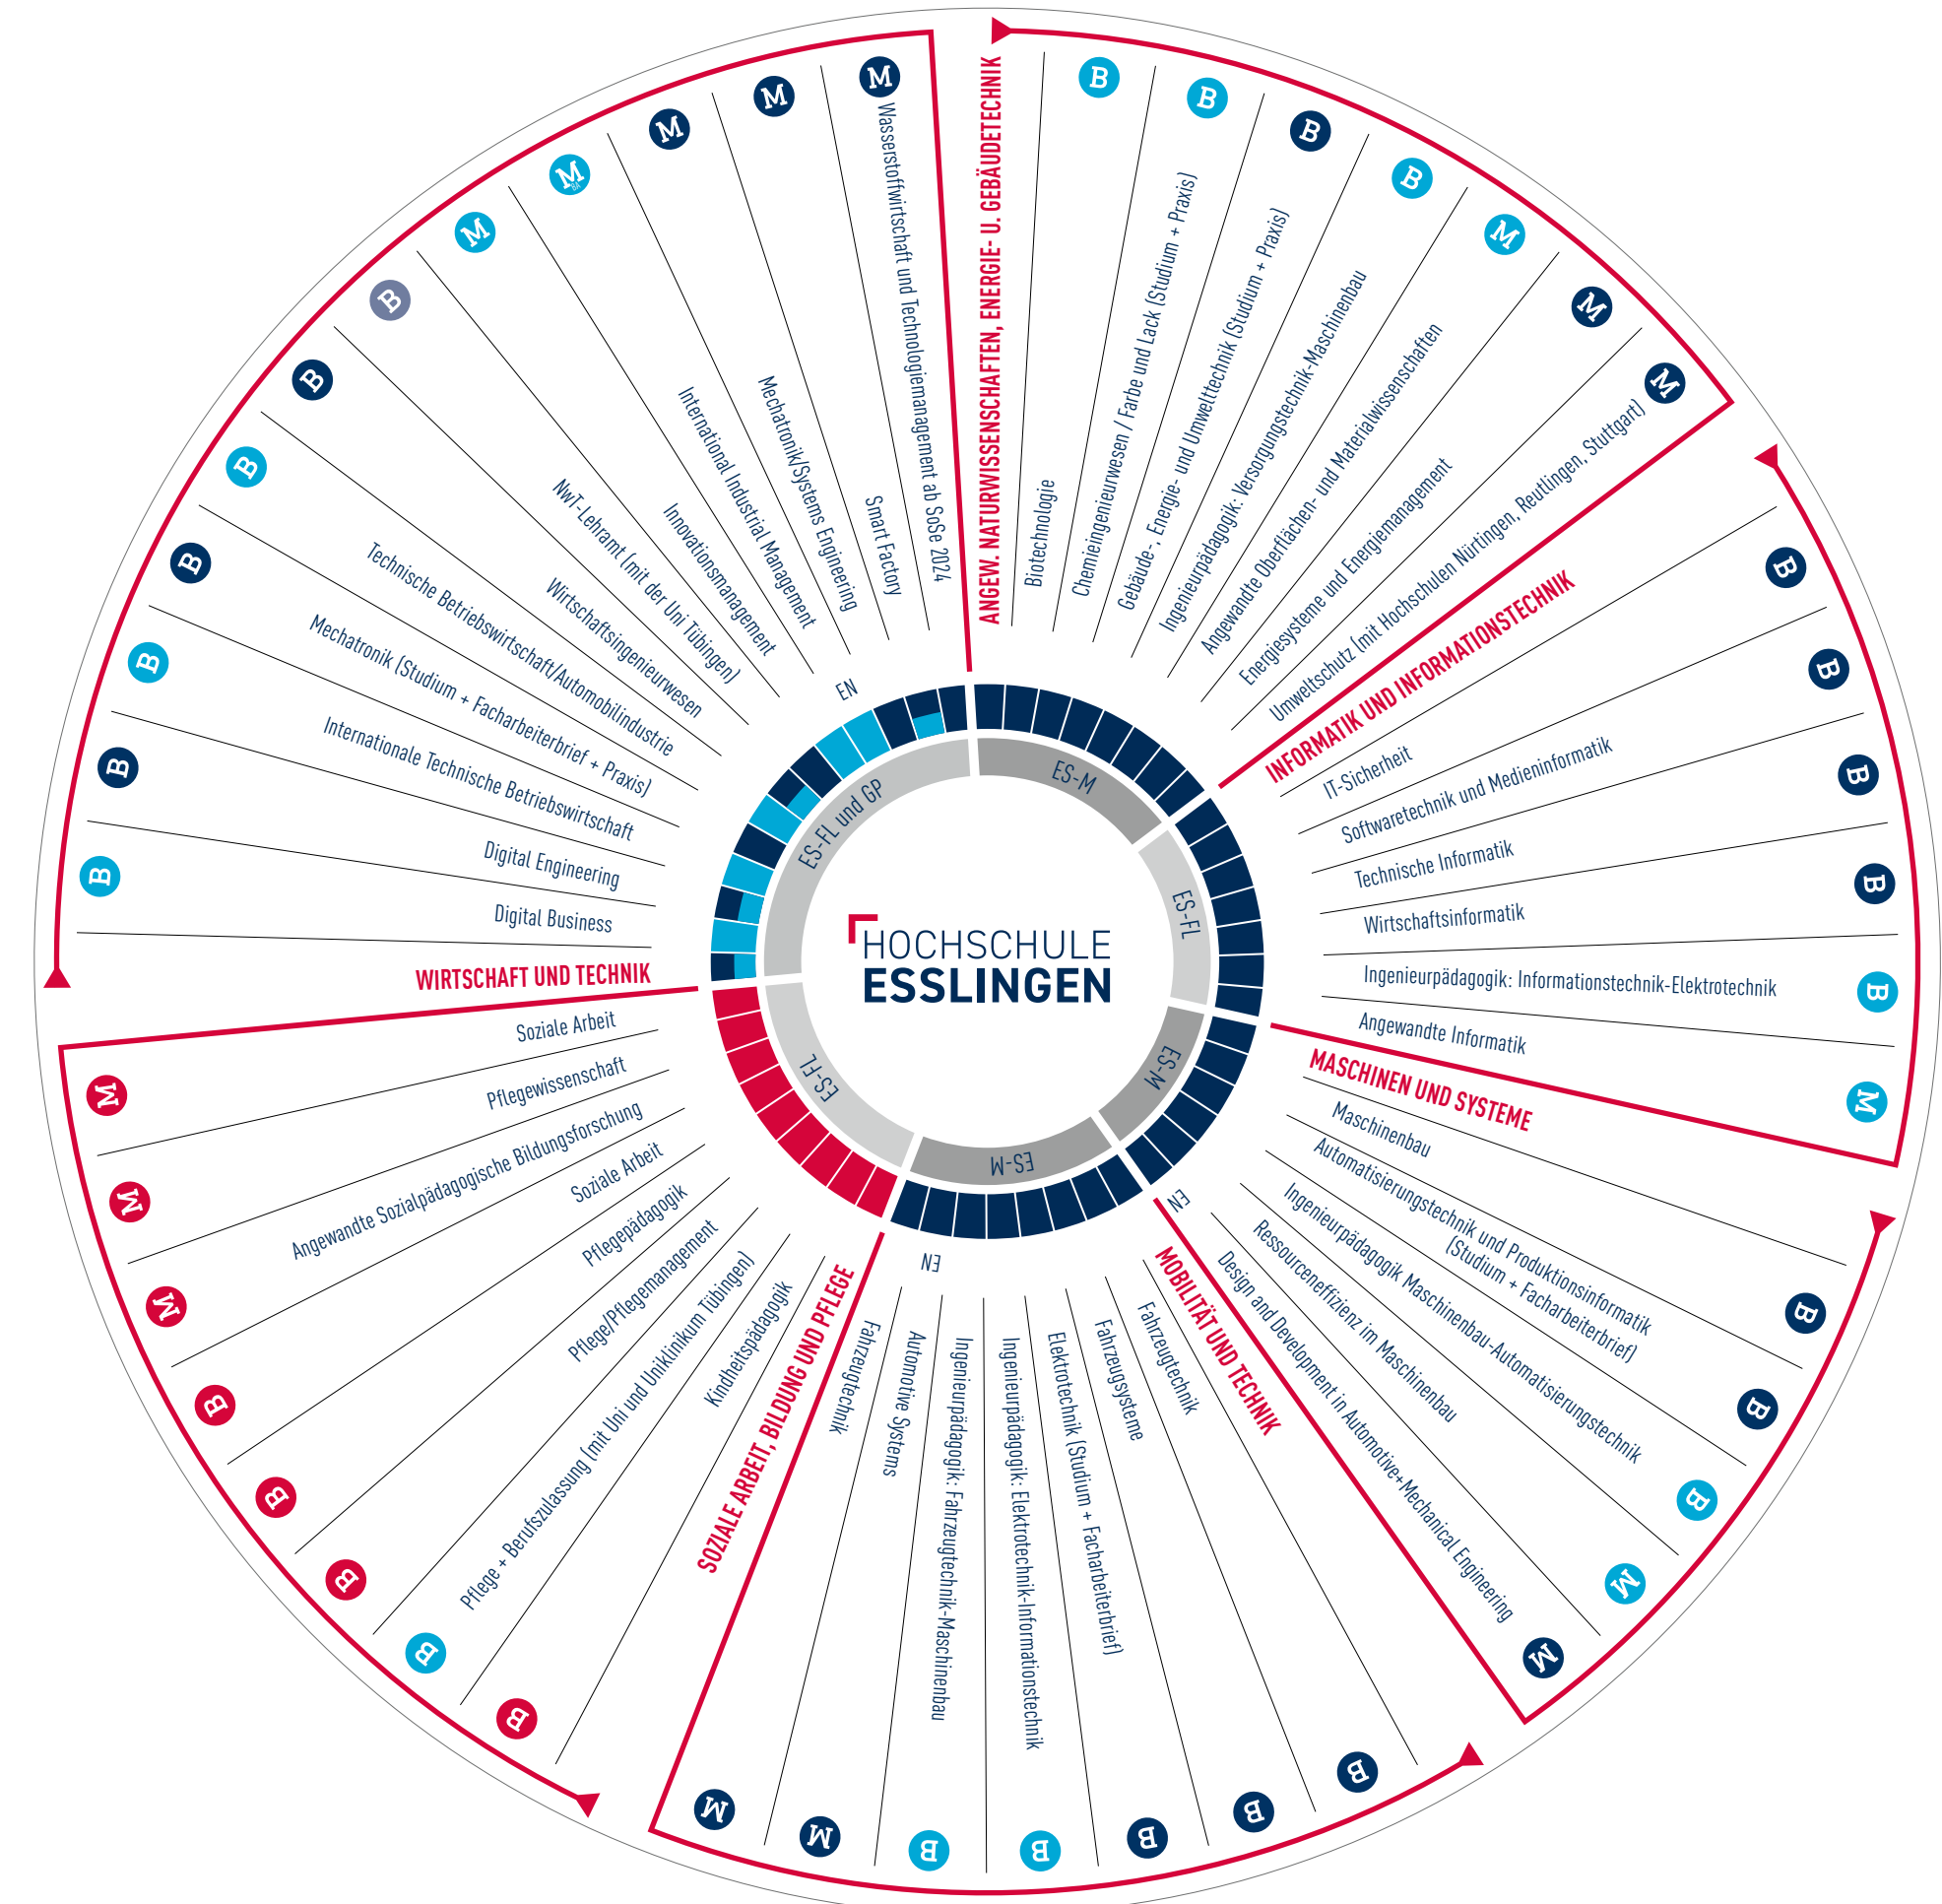 HOCHSCHULE
ESSLINGEN
ANGEW. NATURWISSENSCHAFTEN, ENERGIE- U. GEBÄUDETECHNIK
Biotechnologie
B
Chemieingenieurwesen / Farbe und Lack (Studium + Praxis)
B
Gebäude-, Energie- und Umwelttechnik (Studium + Praxis)
B
Ingenieurpädagogik: Versorgungstechnik-Maschinenbau
B
Angewandte Oberflächen- und Materialwissenschaften
M
Energiesysteme und Energiemanagement
M
Umweltschutz (mit Hochschulen Nürtingen, Reutlingen, Stuttgart)
M
ES-M
INFORMATIK UND INFORMATIONSTECHNIK
IT-Sicherheit
B
Softwaretechnik und Medieninformatik
B
Technische Informatik
B
Wirtschaftsinformatik
B
Ingenieurpädagogik: Informationstechnik-Elektrotechnik
B
Angewandte Informatik
M
ES-FL
MASCHINEN UND SYSTEME
Maschinenbau
B
Automatisierungstechnik und Produktionsinformatik
(Studium + Facharbeiterbrief)
B
Ingenieurpädagogik Maschinenbau-Automatisierungstechnik
B
Ressourceneffizienz im Maschinenbau
M
Design and Development in Automotive+Mechanical Engineering
M
EN
ES-M
MOBILITÄT UND TECHNIK
Fahrzeugtechnik
B
Fahrzeugsysteme
B
Elektrotechnik (Studium + Facharbeiterbrief)
B
Ingenieurpädagogik: Elektrotechnik-Informationstechnik
B
Ingenieurpädagogik: Fahrzeugtechnik-Maschinenbau
B
Automotive Systems
M
EN
Fahrzeugtechnik
M
ES-M
SOZIALE ARBEIT, BILDUNG UND PFLEGE
Kindheitspädagogik
B
Pflege + Berufszulassung (mit Uni und Uniklinikum Tübingen)
B
Pflege/Pflegemanagement
B
Pflegepädagogik
B
Soziale Arbeit
B
Angewandte Sozialpädagogische Bildungsforschung
M
Pflegewissenschaft
M
Soziale Arbeit
M
ES-FL
WIRTSCHAFT UND TECHNIK
Digital Business
B
Digital Engineering
B
Internationale Technische Betriebswirtschaft
B
Mechatronik (Studium + Facharbeiterbrief + Praxis)
B
Technische Betriebswirtschaft/Automobilindustrie
B
Wirtschaftsingenieurwesen
B
NwT-Lehramt (mit der Uni Tübingen)
B
Innovationsmanagement
M
International Industrial Management
M
BA
EN
Mechatronik/Systems Engineering
M
Smart Factory
M
Wasserstoffwirtschaft und Technologiemanagement ab SoSe 2024
M
ES-FL und GP